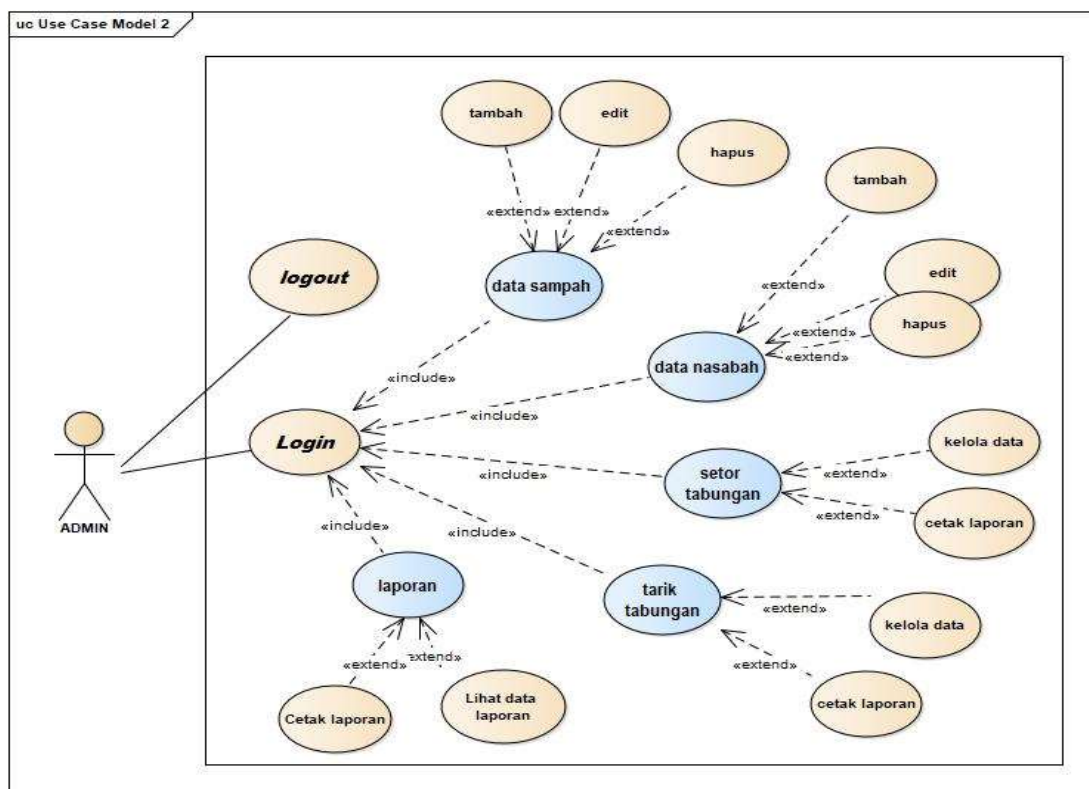 uc Use Case Model 2
tambah
edit
hapus
tambah
«extend»
extend»
«extend»
logout
data sampah
edit
«extend»
hapus
«extend»
«extend»
data nasabah
«include»
«include»
Login
kelola data
setor
tabungan
«extend»
«include»
«extend»
cetak laporan
ADMIN
«include»
«include»
laporan
tarik
tabungan
«extend»
kelola data
«extend»
extend»
«extend»
Cetak laporan
Lihat data
laporan
cetak laporan